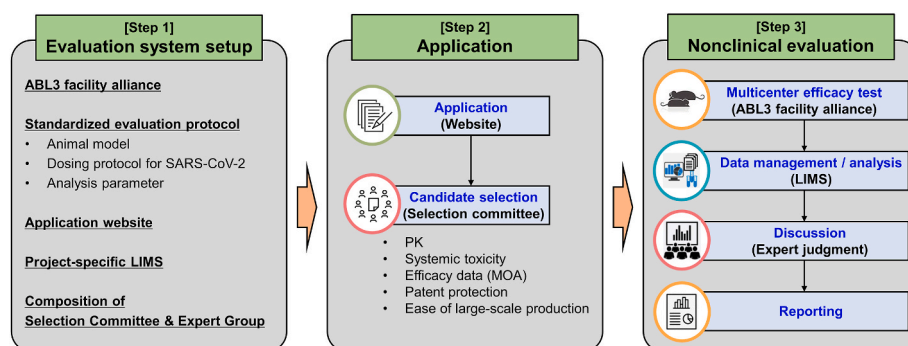 [Step 1]
Evaluation system setup
ABL3 facility alliance
Standardized evaluation protocol
• Animal model
• Dosing protocol for SARS-CoV-2
• Analysis parameter
Application website
Project-specific LIMS
Composition of
Selection Committee & Expert Group
[Step 2]
Application
Application
(Website)
Candidate selection
(Selection committee)
• PK
• Systemic toxicity
• Efficacy data (MOA)
• Patent protection
• Ease of large-scale production
[Step 3]
Nonclinical evaluation
Multicenter efficacy test
(ABL3 facility alliance)
Data management / analysis
(LIMS)
Discussion
(Expert judgment)
Reporting